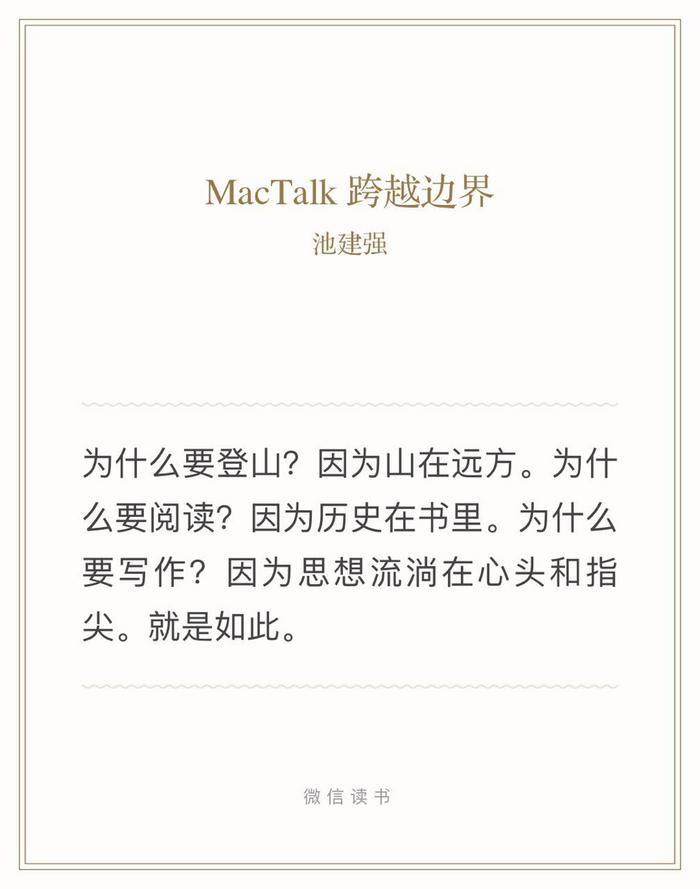 MacTalk 跨越边界
池建强
为什么要登山？因为山在远方。为什
么要阅读？因为历史在书里。为什么
要写作？因为思想流淌在心头和指
尖。就是如此。
微信读书